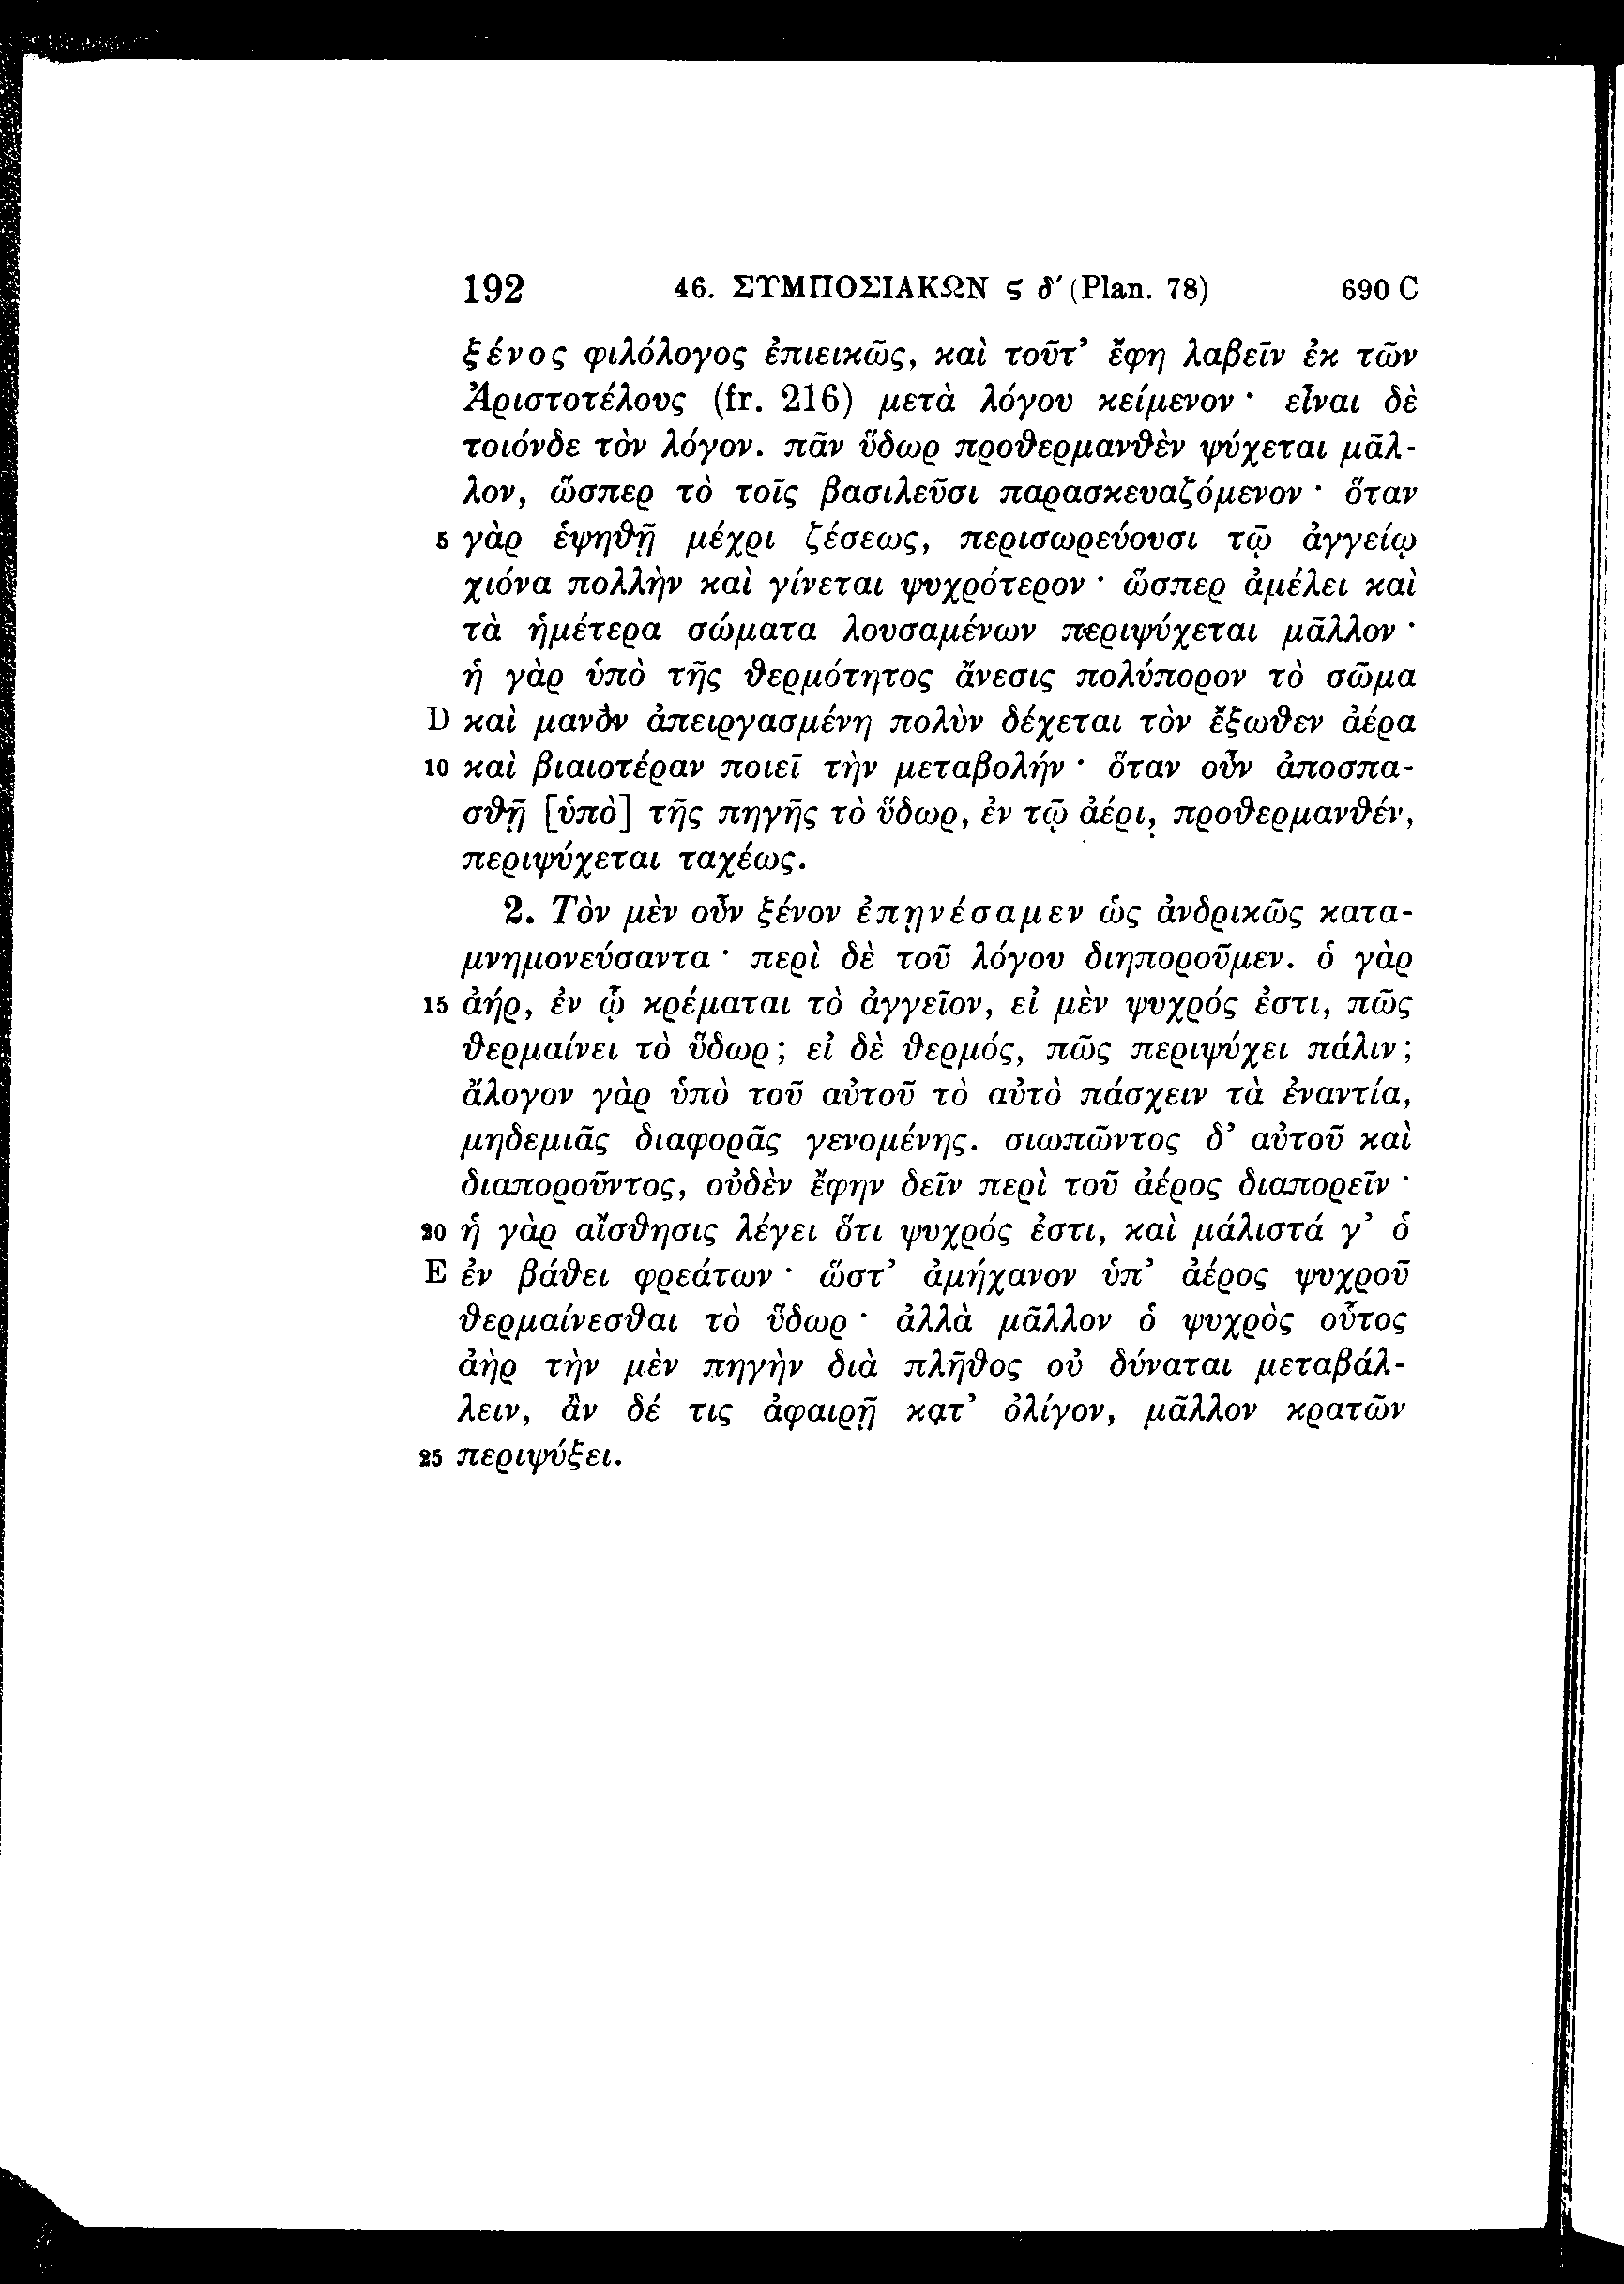 192 46. ΣΥΜΠΟΣΙΑΚΩΝ ϛ δ′ (Plan. 78) 690 C
ξένος φιλόλογος ἐπιεικῶς, καὶ τοῦτ’ ἔφη λαβεῖν ἐκ τῶν
Ἀριστοτέλους (fr. 216) μετὰ λόγου κείμενον · εἶναι δὲ
τοιόνδε τὸν λόγον. πᾶν ὕδωρ προθερμανθὲν ψύχεται μᾶλ-
λον, ὥσπερ τὸ τοῖς βασιλεῦσι παρασκευαζόμενον · ὅταν
5 γὰρ ἑψηθῇ μέχρι ζέσεως, περισωρεύουσι τῷ ἀγγείῳ
χιόνα πολλὴν καὶ γίνεται ψυχρότερον · ὥσπερ ἀμέλει καὶ
τὰ ἡμέτερα σώματα λουσαμένων περιψύχεται μᾶλλον ·
ἡ γὰρ ὑπὸ τῆς θερμότητος ἄνεσις πολύπορον τὸ σῶμα
D καὶ μανὸν ἀπειργασμένη πολὺν δέχεται τὸν ἔξωθεν ἀέρα
10 καὶ βιαιοτέραν ποιεῖ τὴν μεταβολήν · ὅταν οὖν ἀποσπα-
σθῇ [ὑπὸ] τῆς πηγῆς τὸ ὕδωρ, ἐν τῷ ἀέρι, προθερμανθέν,
περιψύχεται ταχέως.
2. Τὸν μὲν οὖν ξένον ἐπῃνέσαμεν ὡς ἀνδρικῶς κατα-
μνημονεύσαντα · περὶ δὲ τοῦ λόγου διηποροῦμεν. ὁ γὰρ
15 ἀήρ, ἐν ᾧ κρέμαται τὸ ἀγγεῖον, εἰ μὲν ψυχρός ἐστι, πῶς
θερμαίνει τὸ ὕδωρ; εἰ δὲ θερμός, πῶς περιψύχει πάλιν;
ἄλογον γὰρ ὑπὸ τοῦ αὐτοῦ τὸ αὐτὸ πάσχειν τὰ ἐναντία,
μηδεμιᾶς διαφορᾶς γενομένης. σιωπῶντος δ’ αὐτοῦ καὶ
διαποροῦντος, οὐδὲν ἔφην δεῖν περὶ τοῦ ἀέρος διαπορεῖν ·
20 ἡ γὰρ αἴσθησις λέγει ὅτι ψυχρός ἐστι, καὶ μάλιστά γ’ ὁ
E ἐν βάθει φρεάτων · ὥστ’ ἀμήχανον ὑπ’ ἀέρος ψυχροῦ
θερμαίνεσθαι τὸ ὕδωρ · ἀλλὰ μᾶλλον ὁ ψυχρὸς οὗτος
ἀὴρ τὴν μὲν πηγὴν διὰ πλῆθος οὐ δύναται μεταβάλ-
λειν, ἂν δέ τις ἀφαιρῇ κατ’ ὀλίγον, μᾶλλον κρατῶν
25 περιψύξει.